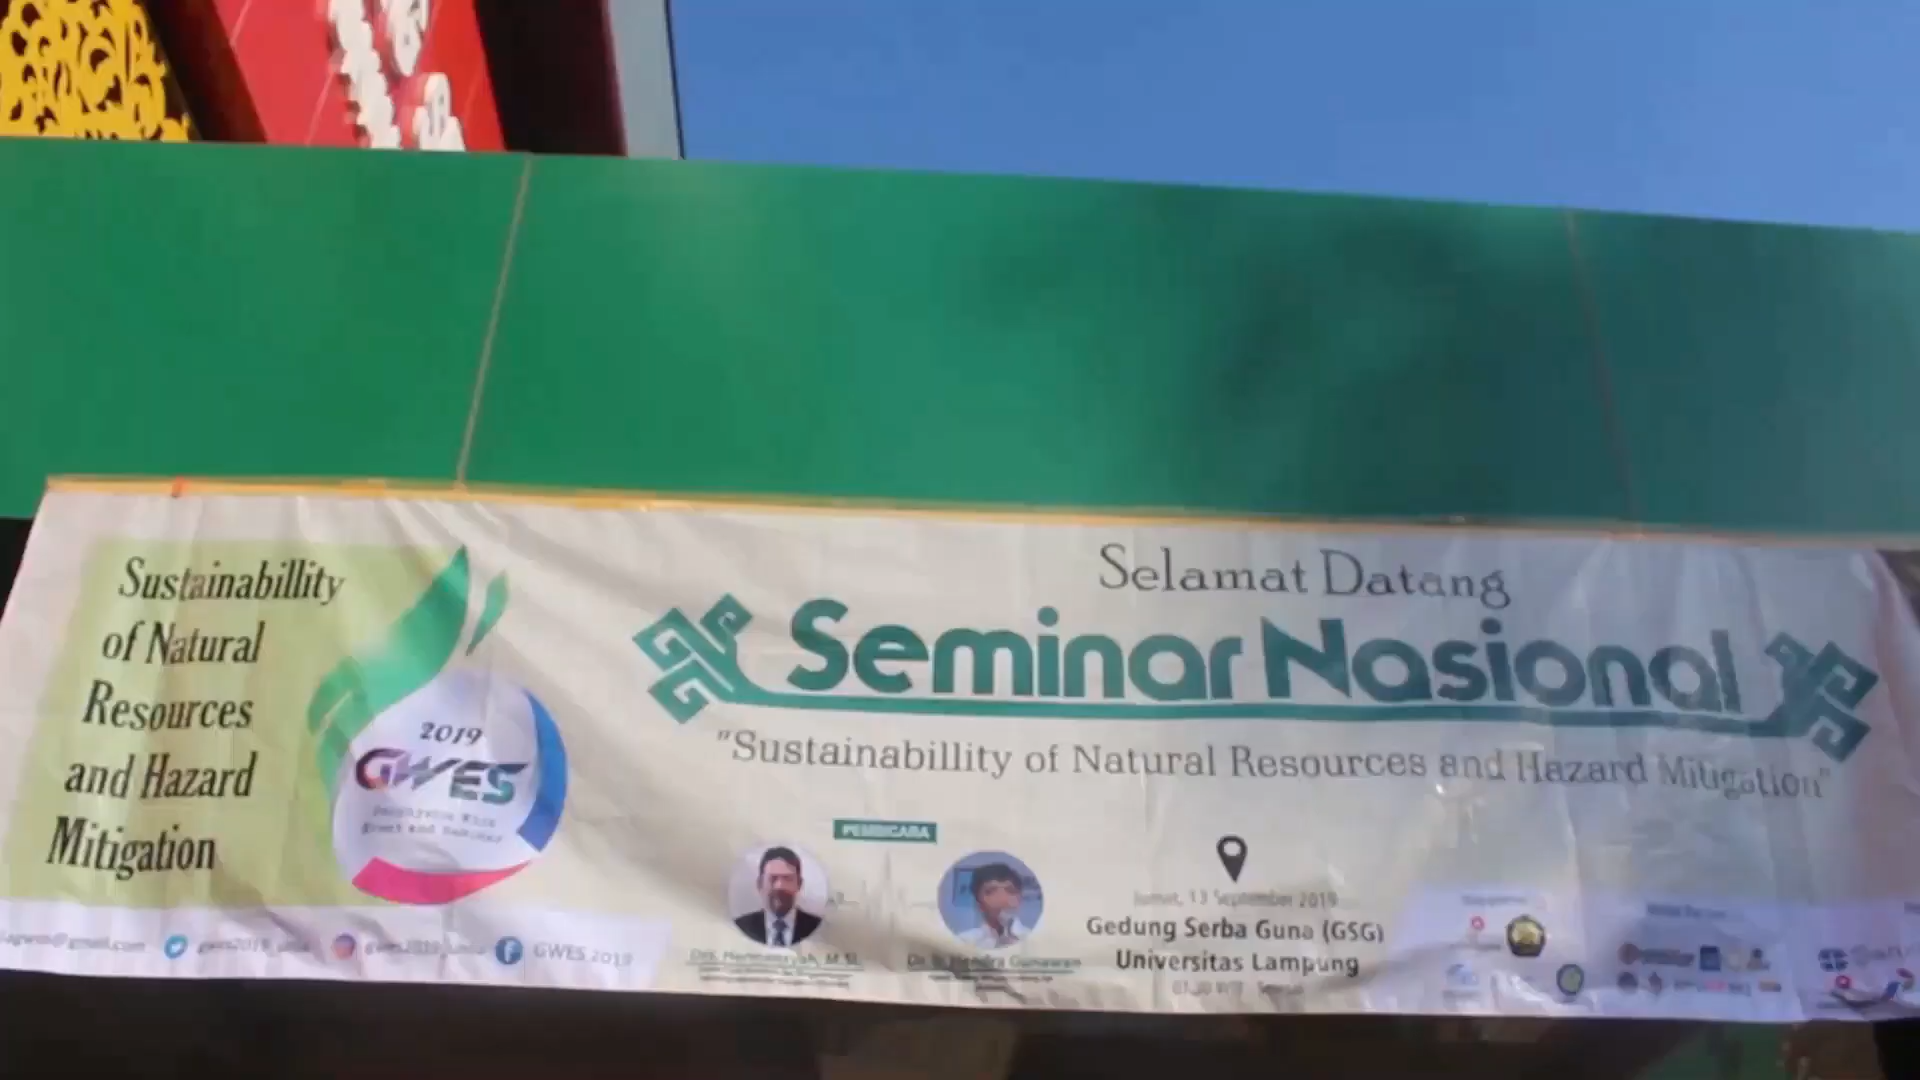 Sustainabillity
of Natural
Resources
and Hazard
Mitigation
2019
GWES
Selamat Datang
Seminar Nasional
"Sustainabillity of Natural Resources and Hazard Mitigation"
PEMBICARA
Jumat, 13 September 2019
Gedung Serba Guna (GSG)
Universitas Lampung
GWES 2019